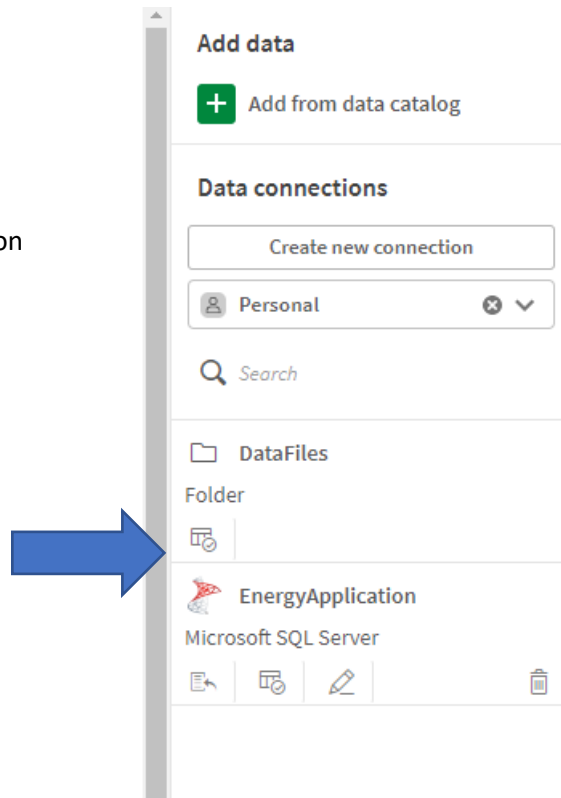 Add data
Add from data catalog
Data connections
on
Create new connection
Personal
Search
DataFiles
Folder
EnergyApplication
Microsoft SQL Server